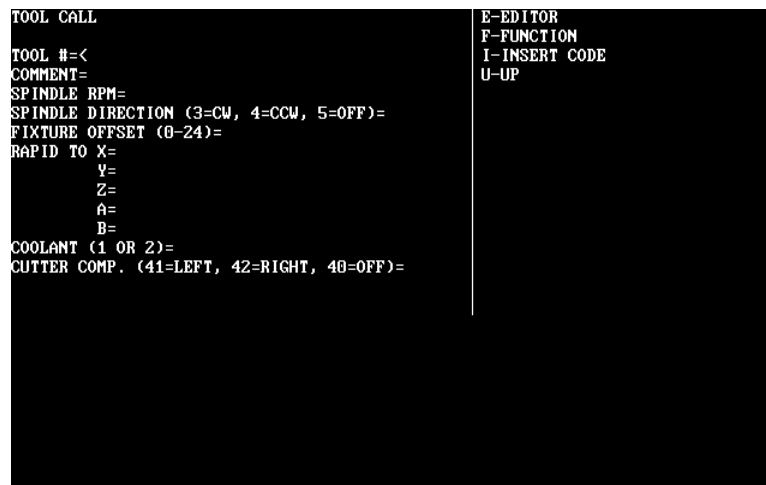 TOOL CALL
TOOL #=<
COMMENT=
SPINDLE RPM=
SPINDLE DIRECTION (3=CW, 4=CCW, 5=OFF)=
FIXTURE OFFSET (0-24)=
RAPID TO X=
Y=
Z=
A=
B=
COOLANT (1 OR 2)=
CUTTER COMP. (41=LEFT, 42=RIGHT, 40=OFF)=
E-EDITOR
F-FUNCTION
I-INSERT CODE
U-UP